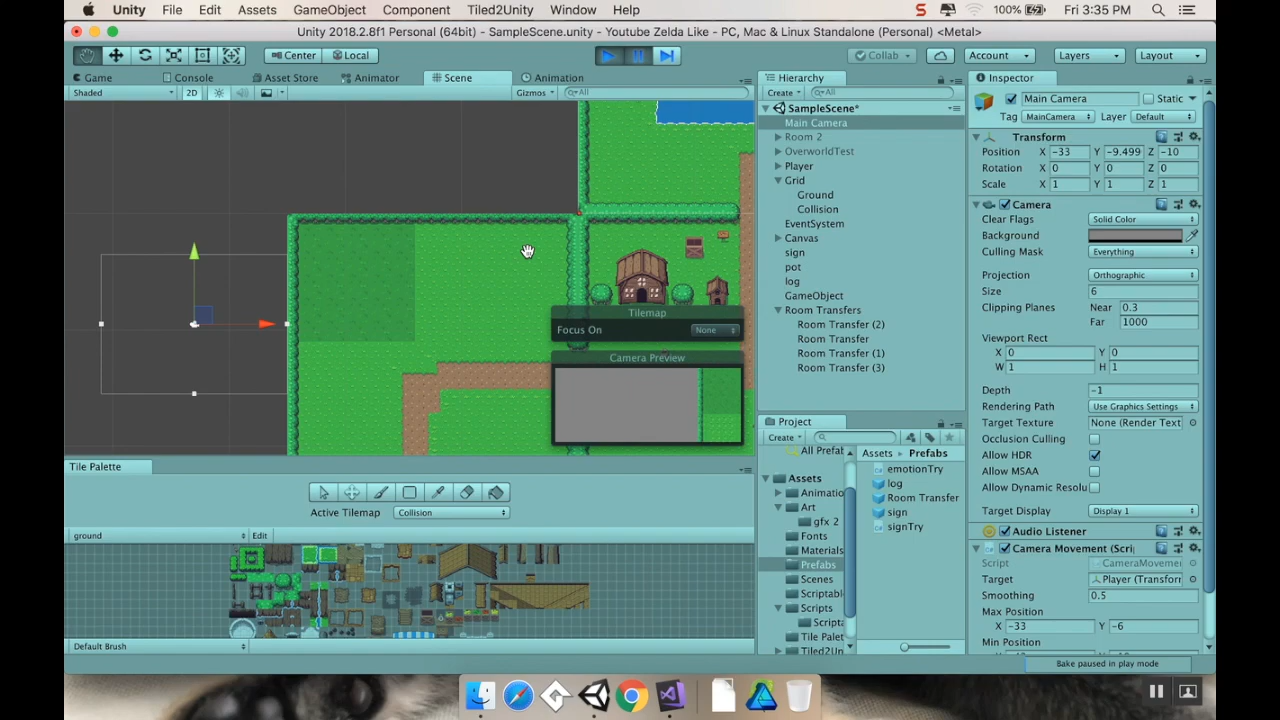 Unity File Edit Assets GameObject Component Tiled2Unity Window Help 100% Fri 3:35 PM
Unity 2018.2.8f1 Personal (64bit) - SampleScene.unity - Youtube Zelda Like - PC, Mac & Linux Standalone (Personal) <Metal>
Center Local Collab Account Layers Layout
Game Console Asset Store Animator Scene Animation Hierarchy Inspector
Shaded 2D Gizmos All Create All Main Camera Static
SampleScene* Tag MainCamera Layer Default
Main Camera Transform
Room 2 Position X -33 Y -9.499 Z -10
OverworldTest Rotation X 0 Y 0 Z 0
Player Scale X 1 Y 1 Z 1
Grid
Ground Camera
Collision Clear Flags Solid Color
EventSystem Background
Canvas Culling Mask Everything
sign
pot Projection Orthographic
log Size 6
GameObject Clipping Planes Near 0.3
Room Transfers Far 1000
Tilemap Room Transfer (2) Viewport Rect
Focus On None Room Transfer X 0 Y 0
Camera Preview Room Transfer (1) W 1 H 1
Room Transfer (3)
Depth -1
Rendering Path Use Graphics Settings
Project Target Texture None (Render Text
Create Occlusion Culling
All Prefab Assets Prefabs Allow HDR
Tile Palette Assets emotionTry Allow MSAA
Animatio log Allow Dynamic Resolu
Active Tilemap Collision Art Room Transfer Target Display Display 1
gfx 2 sign
ground Edit Fonts signTry Audio Listener
Materials Camera Movement (Scri
Prefabs Script CameraMovemen
Scenes Target Player (Transforn
Scriptable Smoothing 0.5
Scripts Max Position
Scripta X -33 Y -6
Tile Palet Min Position
Default Brush Tiled2Un
Bake paused in play mode